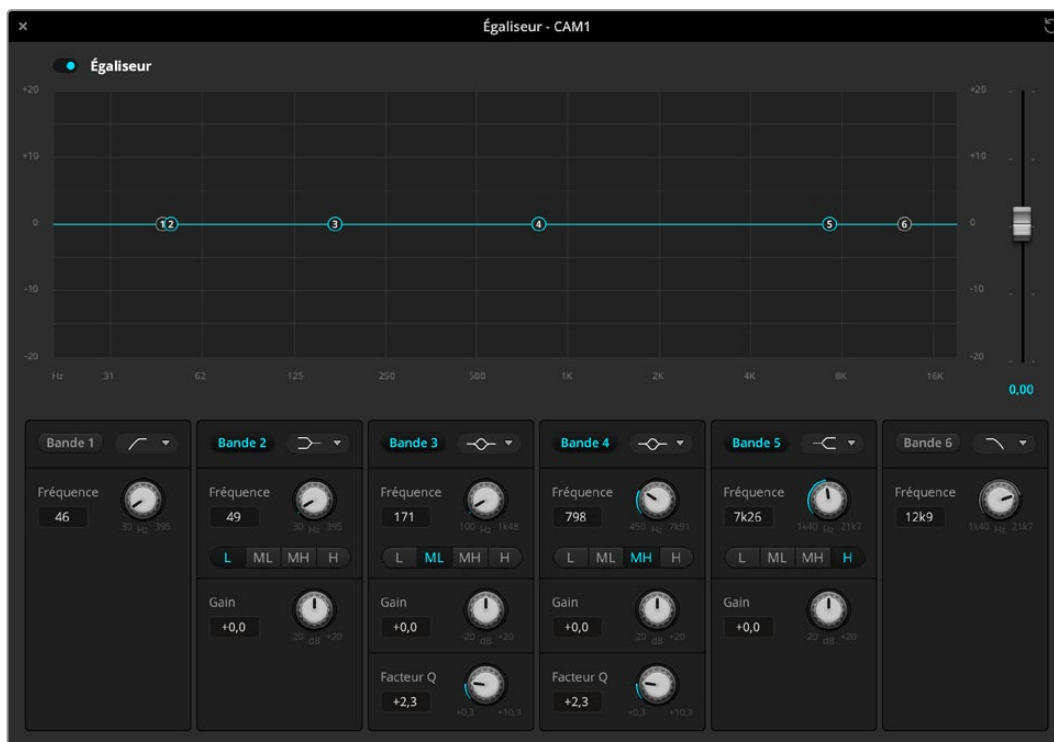 × Égaliseur - CAM1
Égaliseur
+20 +20
+10 +10
0 1 2 3 4 5 6 0
-10 -10
-20 -20
Hz 31 62 125 250 500 1K 2K 4K 8K 16K
0,00
Bande 1 Bande 2 Bande 3 Bande 4 Bande 5 Bande 6
Fréquence Fréquence Fréquence Fréquence Fréquence Fréquence
46 49 171 798 7k26 12k9
30 Hz 395 30 Hz 395 100 Hz 1k48 450 Hz 7k91 1k40 Hz 21k7 1k40 Hz 21k7
L ML MH H L ML MH H L ML MH H L ML MH H
Gain Gain Gain Gain
+0,0 +0,0 +0,0 +0,0
-20 dB +20 -20 dB +20 -20 dB +20 -20 dB +20
Facteur Q Facteur Q
+2,3 +2,3
+0,3 +10,3 +0,3 +10,3